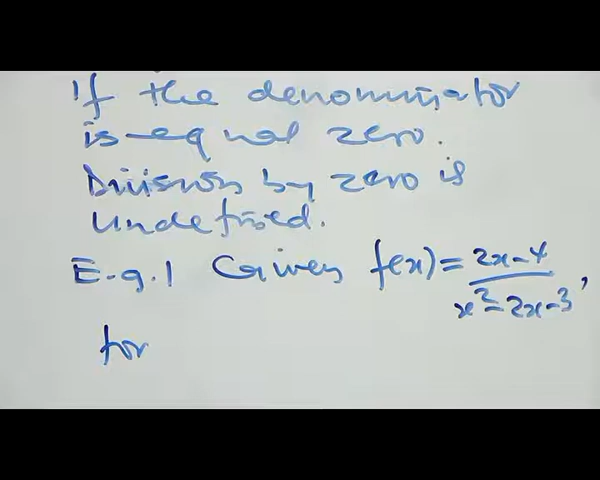 If the denominator
is equal zero.
Division by zero is
undefined.
E.g.1 Given f(x) = 2x-4 / x²-2x-3,
for